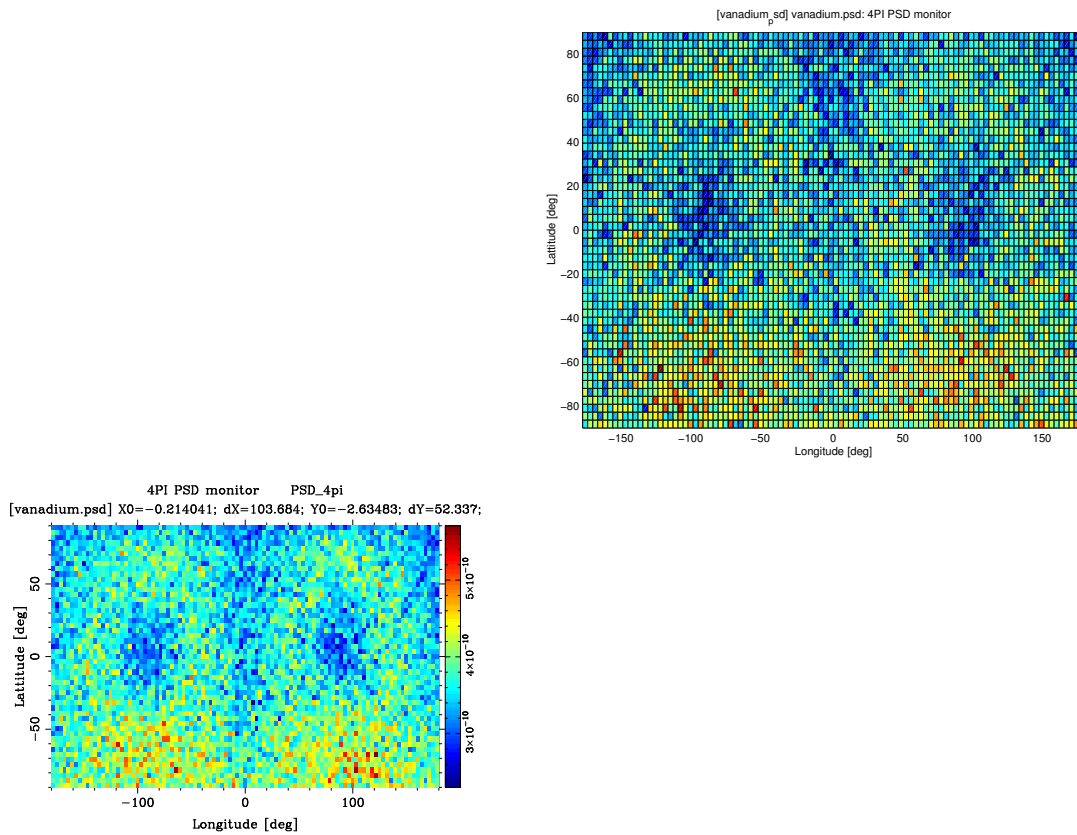 [vanadium_psd] vanadium.psd: 4PI PSD monitor
80
60
40
20
0
−20
−40
−60
−80
Lattitude [deg]
−150 −100 −50 0 50 100 150
Longitude [deg]
4PI PSD monitor PSD_4pi
[vanadium.psd] X0=−0.214041; dX=103.684; Y0=−2.63483; dY=52.337;
50
0
−50
Lattitude [deg]
5×10⁻¹⁰
4×10⁻¹⁰
3×10⁻¹⁰
−100 0 100
Longitude [deg]